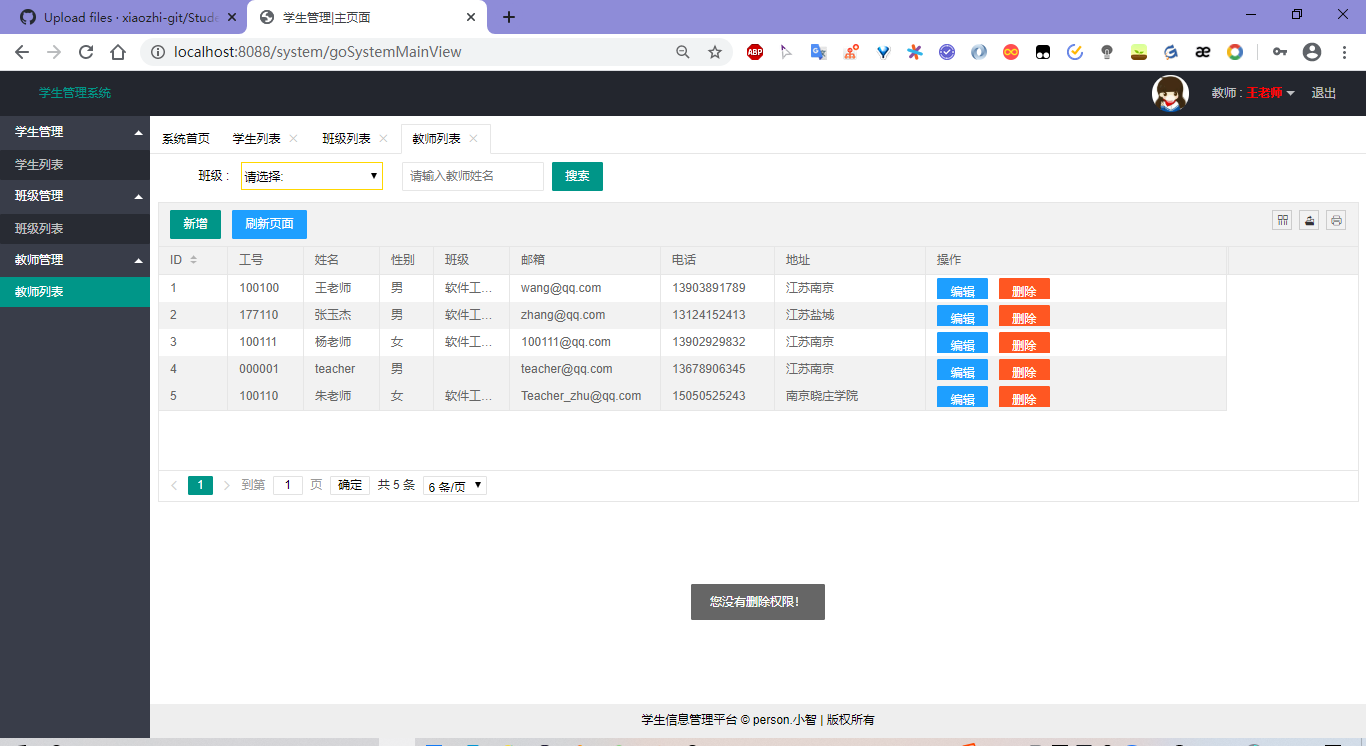 Upload files · xiaozhi-git/Stude
学生管理|主页面
localhost:8088/system/goSystemMainView
ABP
学生管理系统
教师 : 王老师
退出
学生管理
学生列表
班级管理
班级列表
教师管理
教师列表
系统首页 学生列表 班级列表 教师列表
班级 : 请选择: 请输入教师姓名 搜索
新增 刷新页面
ID 工号 姓名 性别 班级 邮箱 电话 地址 操作
1 100100 王老师 男 软件工... wang@qq.com 13903891789 江苏南京 编辑 删除
2 177110 张玉杰 男 软件工... zhang@qq.com 13124152413 江苏盐城 编辑 删除
3 100111 杨老师 女 软件工... 100111@qq.com 13902929832 江苏南京 编辑 删除
4 000001 teacher 男 teacher@qq.com 13678906345 江苏南京 编辑 删除
5 100110 朱老师 女 软件工... Teacher_zhu@qq.com 15050525243 南京晓庄学院 编辑 删除
1 到第 1 页 确定 共 5 条 6 条/页
您没有删除权限!
学生信息管理平台 © person.小智 | 版权所有